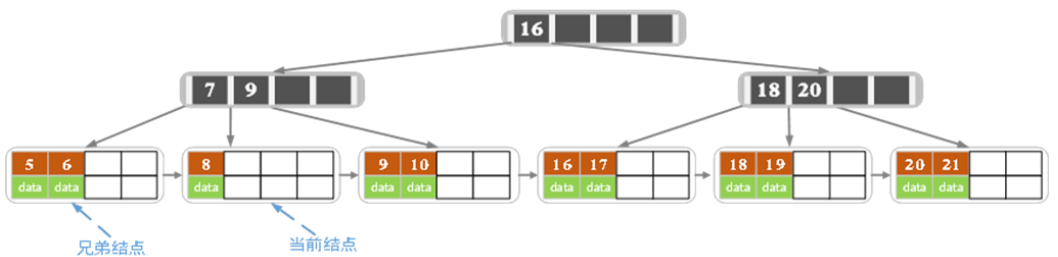 16
7 9
18 20
5 6
data data
8
data
9 10
data data
16 17
data data
18 19
data data
20 21
data data
兄弟结点
当前结点